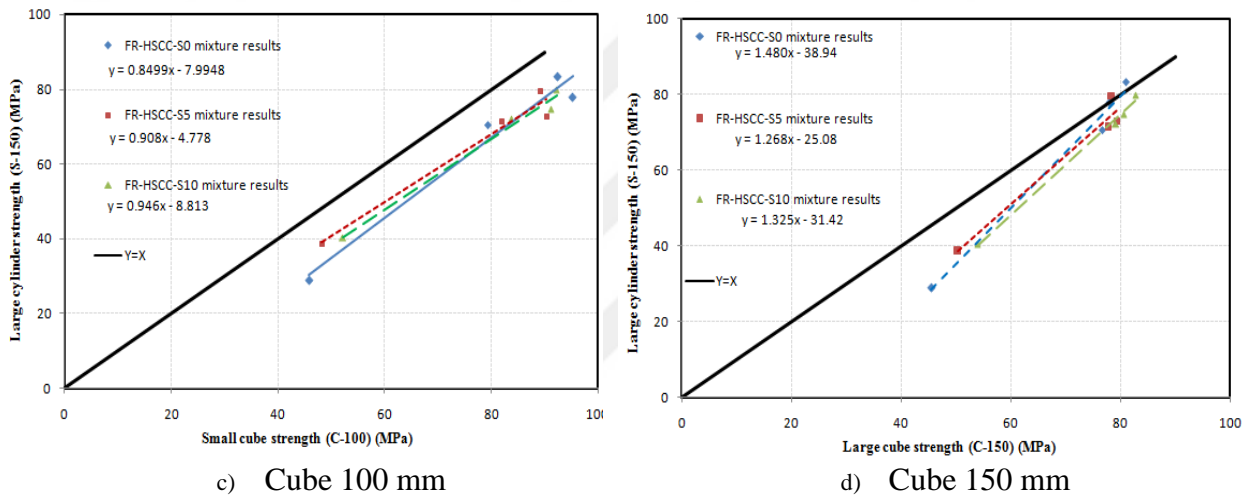 Large cylinder strength (S-150) (MPa)
100
80
60
40
20
0
FR-HSCC-S0 mixture results
y = 0.8499x - 7.9948
FR-HSCC-S5 mixture results
y = 0.908x - 4.778
FR-HSCC-S10 mixture results
y = 0.946x - 8.813
Y=X
0 20 40 60 80 100
Small cube strength (C-100) (MPa)
c) Cube 100 mm
Large cylinder strength (S-150) (MPa)
100
80
60
40
20
0
FR-HSCC-S0 mixture results
y = 1.480x - 38.94
FR-HSCC-S5 mixture results
y = 1.268x - 25.08
FR-HSCC-S10 mixture results
y = 1.325x - 31.42
Y=X
0 20 40 60 80 100
Large cube strength (C-150) (MPa)
d) Cube 150 mm